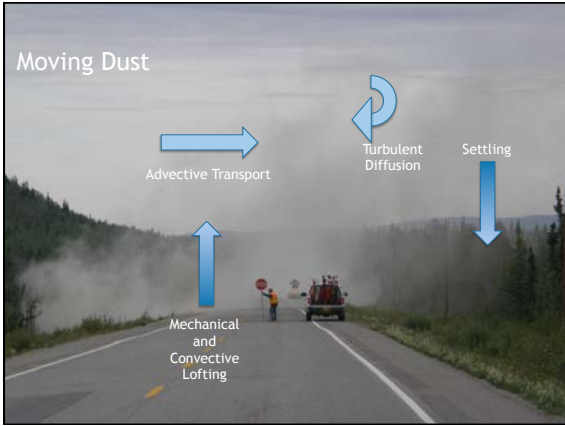 Moving Dust
Turbulent
Diffusion
Settling
Advective Transport
Mechanical
and
Convective
Lofting